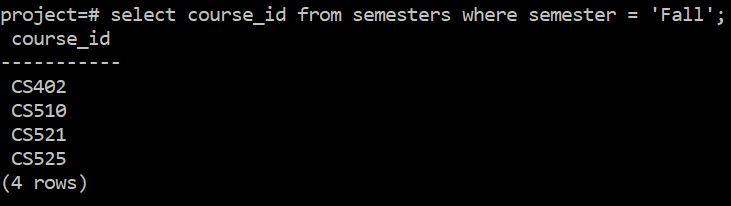 project=# select course_id from semesters where semester = 'Fall';
course_id
-----------
CS402
CS510
CS521
CS525
(4 rows)